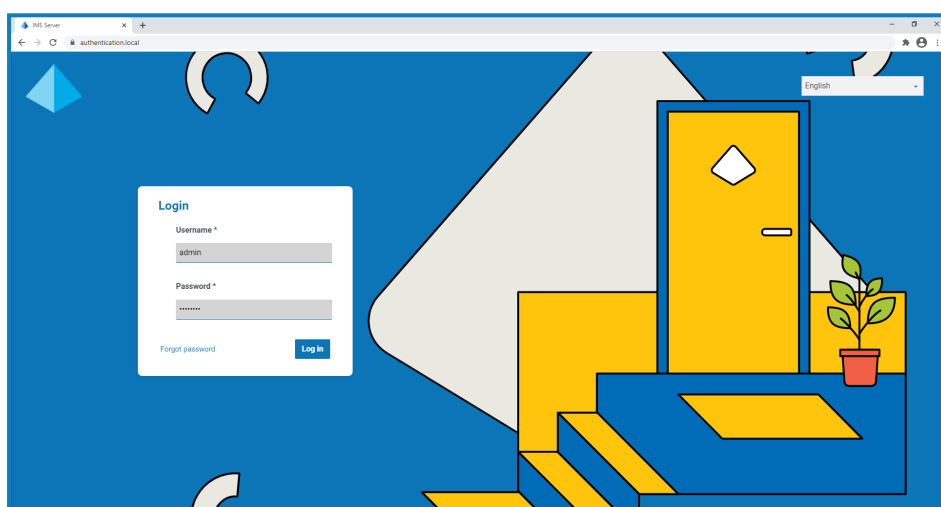 IMS Server
authentication.local
English
Login
Username *
admin
Password *
••••••••
Forgot password
Log in